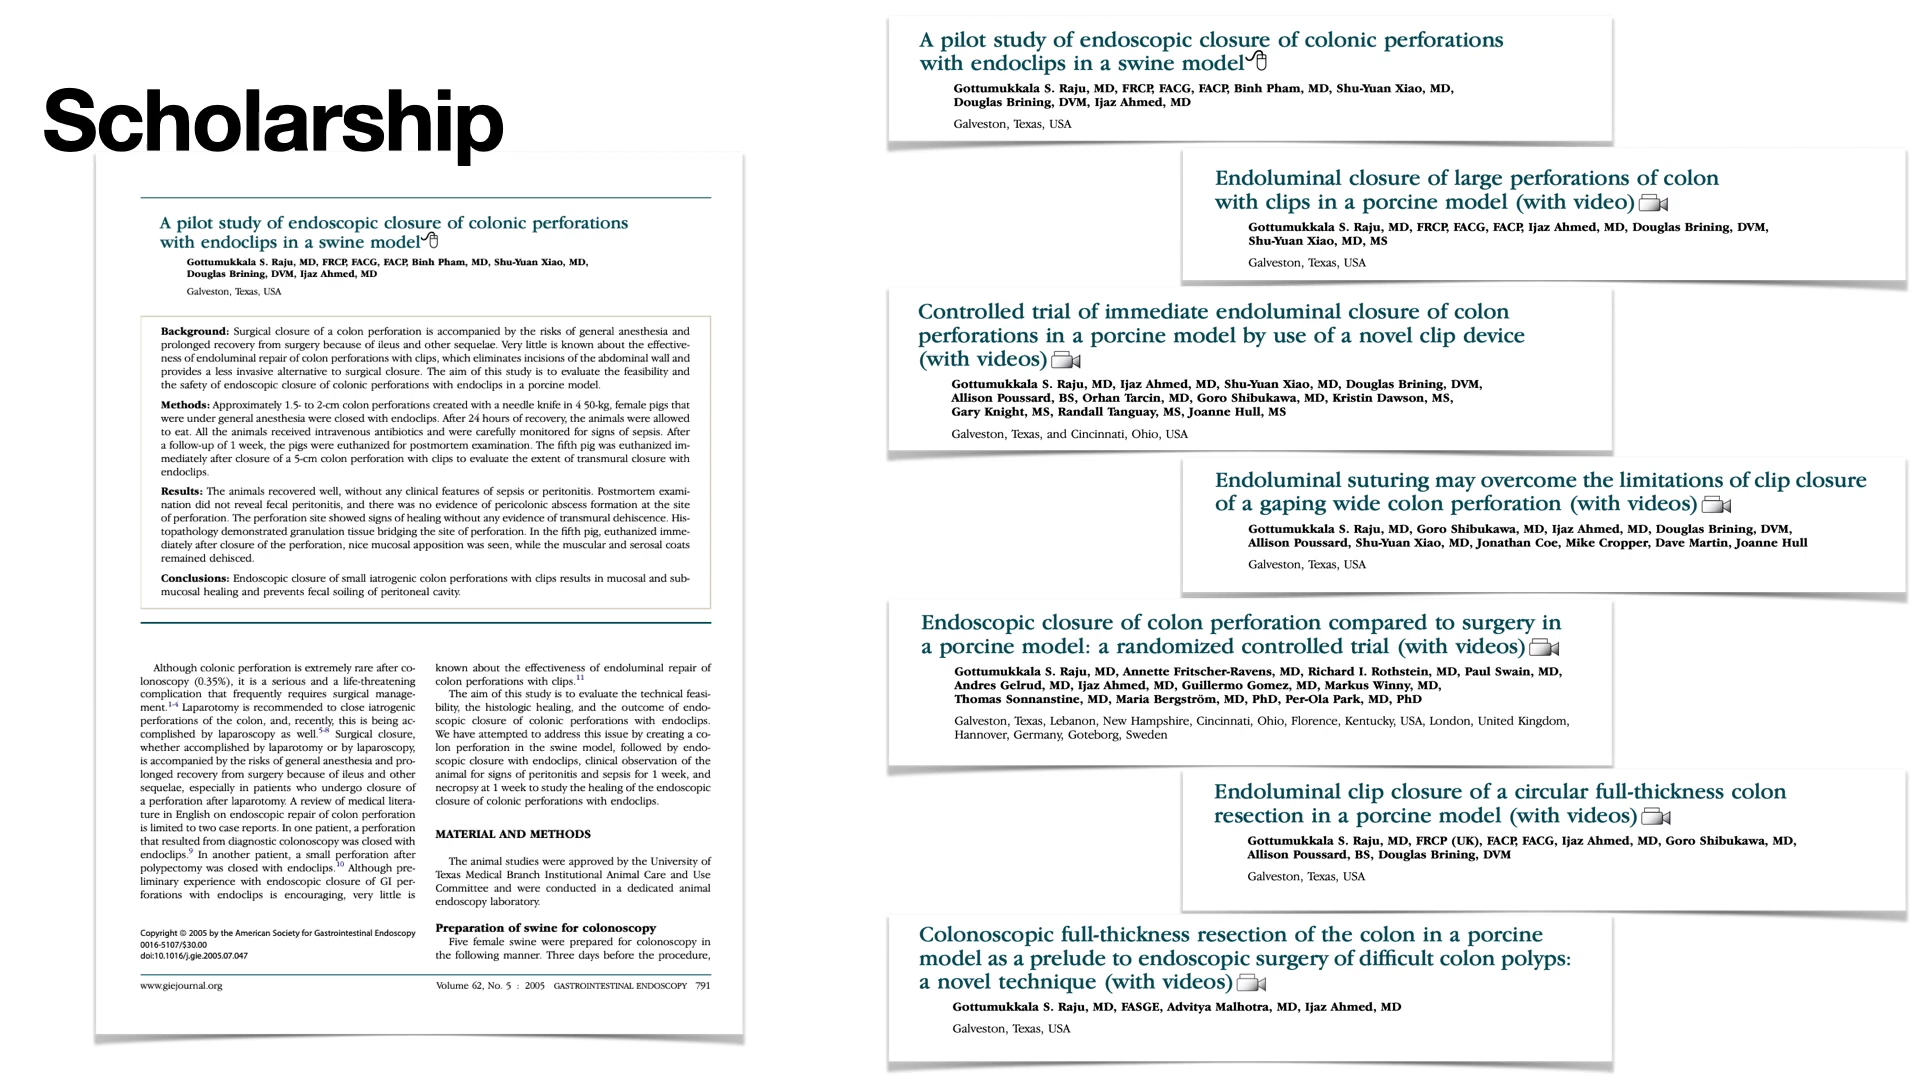 Scholarship
A pilot study of endoscopic closure of colonic perforations
with endoclips in a swine model
Gottumukkala S. Raju, MD, FRCP, FACG, FACP, Binh Pham, MD, Shu-Yuan Xiao, MD,
Douglas Brining, DVM, Ijaz Ahmed, MD
Galveston, Texas, USA
Background: Surgical closure of a colon perforation is accompanied by the risks of general anesthesia and
prolonged recovery from surgery because of ileus and other sequelae. Very little is known about the effective-
ness of endoluminal repair of colon perforations with clips, which eliminates incisions of the abdominal wall and
provides a less invasive alternative to surgical closure. The aim of this study is to evaluate the feasibility and
the safety of endoscopic closure of colonic perforations with endoclips in a porcine model.
Methods: Approximately 1.5- to 2-cm colon perforations created with a needle knife in 4 50-kg, female pigs that
were under general anesthesia were closed with endoclips. After 24 hours of recovery, the animals were allowed
to eat. All the animals received intravenous antibiotics and were carefully monitored for signs of sepsis. After
a follow-up of 1 week, the pigs were euthanized for postmortem examination. The fifth pig was euthanized im-
mediately after closure of a 5-cm colon perforation with clips to evaluate the extent of transmural closure with
endoclips.
Results: The animals recovered well, without any clinical features of sepsis or peritonitis. Postmortem exami-
nation did not reveal fecal peritonitis, and there was no evidence of pericolonic abscess formation at the site
of perforation. The perforation site showed signs of healing without any evidence of transmural dehiscence. His-
topathology demonstrated granulation tissue bridging the site of perforation. In the fifth pig, euthanized imme-
diately after closure of the perforation, nice mucosal apposition was seen, while the muscular and serosal coats
remained dehisced.
Conclusions: Endoscopic closure of small iatrogenic colon perforations with clips results in mucosal and sub-
mucosal healing and prevents fecal soiling of peritoneal cavity.
Although colonic perforation is extremely rare after co-
lonoscopy (0.35%), it is a serious and a life-threatening
complication that frequently requires surgical manage-
ment.1-4 Laparotomy is recommended to close iatrogenic
perforations of the colon, and, recently, this is being ac-
complished by laparoscopy as well.5-8 Surgical closure,
whether accomplished by laparotomy or by laparoscopy,
is accompanied by the risks of general anesthesia and pro-
longed recovery from surgery because of ileus and other
sequelae, especially in patients who undergo closure of
a perforation after laparotomy. A review of medical litera-
ture in English on endoscopic repair of colon perforation
is limited to two case reports. In one patient, a perforation
that resulted from diagnostic colonoscopy was closed with
endoclips.9 In another patient, a small perforation after
polypectomy was closed with endoclips.10 Although pre-
liminary experience with endoscopic closure of GI per-
forations with endoclips is encouraging, very little is
Copyright © 2005 by the American Society for Gastrointestinal Endoscopy
0016-5107/$30.00
doi:10.1016/j.gie.2005.07.047
known about the effectiveness of endoluminal repair of
colon perforations with clips.11
The aim of this study is to evaluate the technical feasi-
bility, the histologic healing, and the outcome of endo-
scopic closure of colonic perforations with endoclips.
We have attempted to address this issue by creating a co-
lon perforation in the swine model, followed by endo-
scopic closure with endoclips, clinical observation of the
animal for signs of peritonitis and sepsis for 1 week, and
necropsy at 1 week to study the healing of the endoscopic
closure of colonic perforations with endoclips.
MATERIAL AND METHODS
The animal studies were approved by the University of
Texas Medical Branch Institutional Animal Care and Use
Committee and were conducted in a dedicated animal
endoscopy laboratory.
Preparation of swine for colonoscopy
Five female swine were prepared for colonoscopy in
the following manner. Three days before the procedure,
www.giejournal.org
Volume 62, No. 5 : 2005 GASTROINTESTINAL ENDOSCOPY 791
A pilot study of endoscopic closure of colonic perforations
with endoclips in a swine model
Gottumukkala S. Raju, MD, FRCP, FACG, FACP, Binh Pham, MD, Shu-Yuan Xiao, MD,
Douglas Brining, DVM, Ijaz Ahmed, MD
Galveston, Texas, USA
Endoluminal closure of large perforations of colon
with clips in a porcine model (with video)
Gottumukkala S. Raju, MD, FRCP, FACG, FACP, Ijaz Ahmed, MD, Douglas Brining, DVM,
Shu-Yuan Xiao, MD, MS
Galveston, Texas, USA
Controlled trial of immediate endoluminal closure of colon
perforations in a porcine model by use of a novel clip device
(with videos)
Gottumukkala S. Raju, MD, Ijaz Ahmed, MD, Shu-Yuan Xiao, MD, Douglas Brining, DVM,
Allison Poussard, BS, Orhan Tarcin, MD, Goro Shibukawa, MD, Kristin Dawson, MS,
Gary Knight, MS, Randall Tanguay, MS, Joanne Hull, MS
Galveston, Texas, and Cincinnati, Ohio, USA
Endoluminal suturing may overcome the limitations of clip closure
of a gaping wide colon perforation (with videos)
Gottumukkala S. Raju, MD, Goro Shibukawa, MD, Ijaz Ahmed, MD, Douglas Brining, DVM,
Allison Poussard, Shu-Yuan Xiao, MD, Jonathan Coe, Mike Cropper, Dave Martin, Joanne Hull
Galveston, Texas, USA
Endoscopic closure of colon perforation compared to surgery in
a porcine model: a randomized controlled trial (with videos)
Gottumukkala S. Raju, MD, Annette Fritscher-Ravens, MD, Richard I. Rothstein, MD, Paul Swain, MD,
Andres Gelrud, MD, Ijaz Ahmed, MD, Guillermo Gomez, MD, Markus Winny, MD,
Thomas Sonnanstine, MD, Maria Bergström, MD, PhD, Per-Ola Park, MD, PhD
Galveston, Texas, Lebanon, New Hampshire, Cincinnati, Ohio, Florence, Kentucky, USA, London, United Kingdom,
Hannover, Germany, Goteborg, Sweden
Endoluminal clip closure of a circular full-thickness colon
resection in a porcine model (with videos)
Gottumukkala S. Raju, MD, FRCP (UK), FACP, FACG, Ijaz Ahmed, MD, Goro Shibukawa, MD,
Allison Poussard, BS, Douglas Brining, DVM
Galveston, Texas, USA
Colonoscopic full-thickness resection of the colon in a porcine
model as a prelude to endoscopic surgery of difficult colon polyps:
a novel technique (with videos)
Gottumukkala S. Raju, MD, FASGE, Advitya Malhotra, MD, Ijaz Ahmed, MD
Galveston, Texas, USA